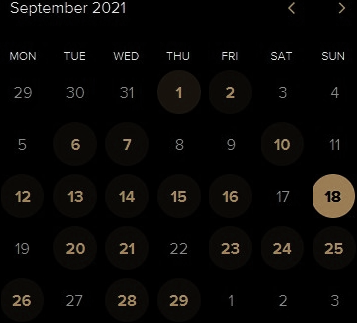 September 2021
MON TUE WED THU FRI SAT SUN
29 30 31 1 2 3 4
5 6 7 8 9 10 11
12 13 14 15 16 17 18
19 20 21 22 23 24 25
26 27 28 29 1 2 3